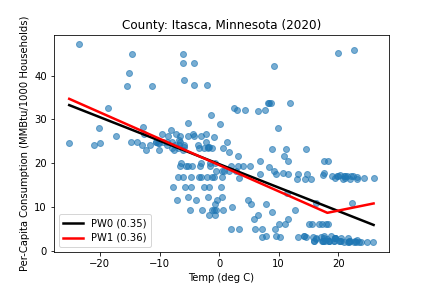 County: Itasca, Minnesota (2020)
Per-Capita Consumption (MMBtu/1000 Households)
40
30
20
10
0
PW0 (0.35)
PW1 (0.36)
−20 −10 0 10 20
Temp (deg C)